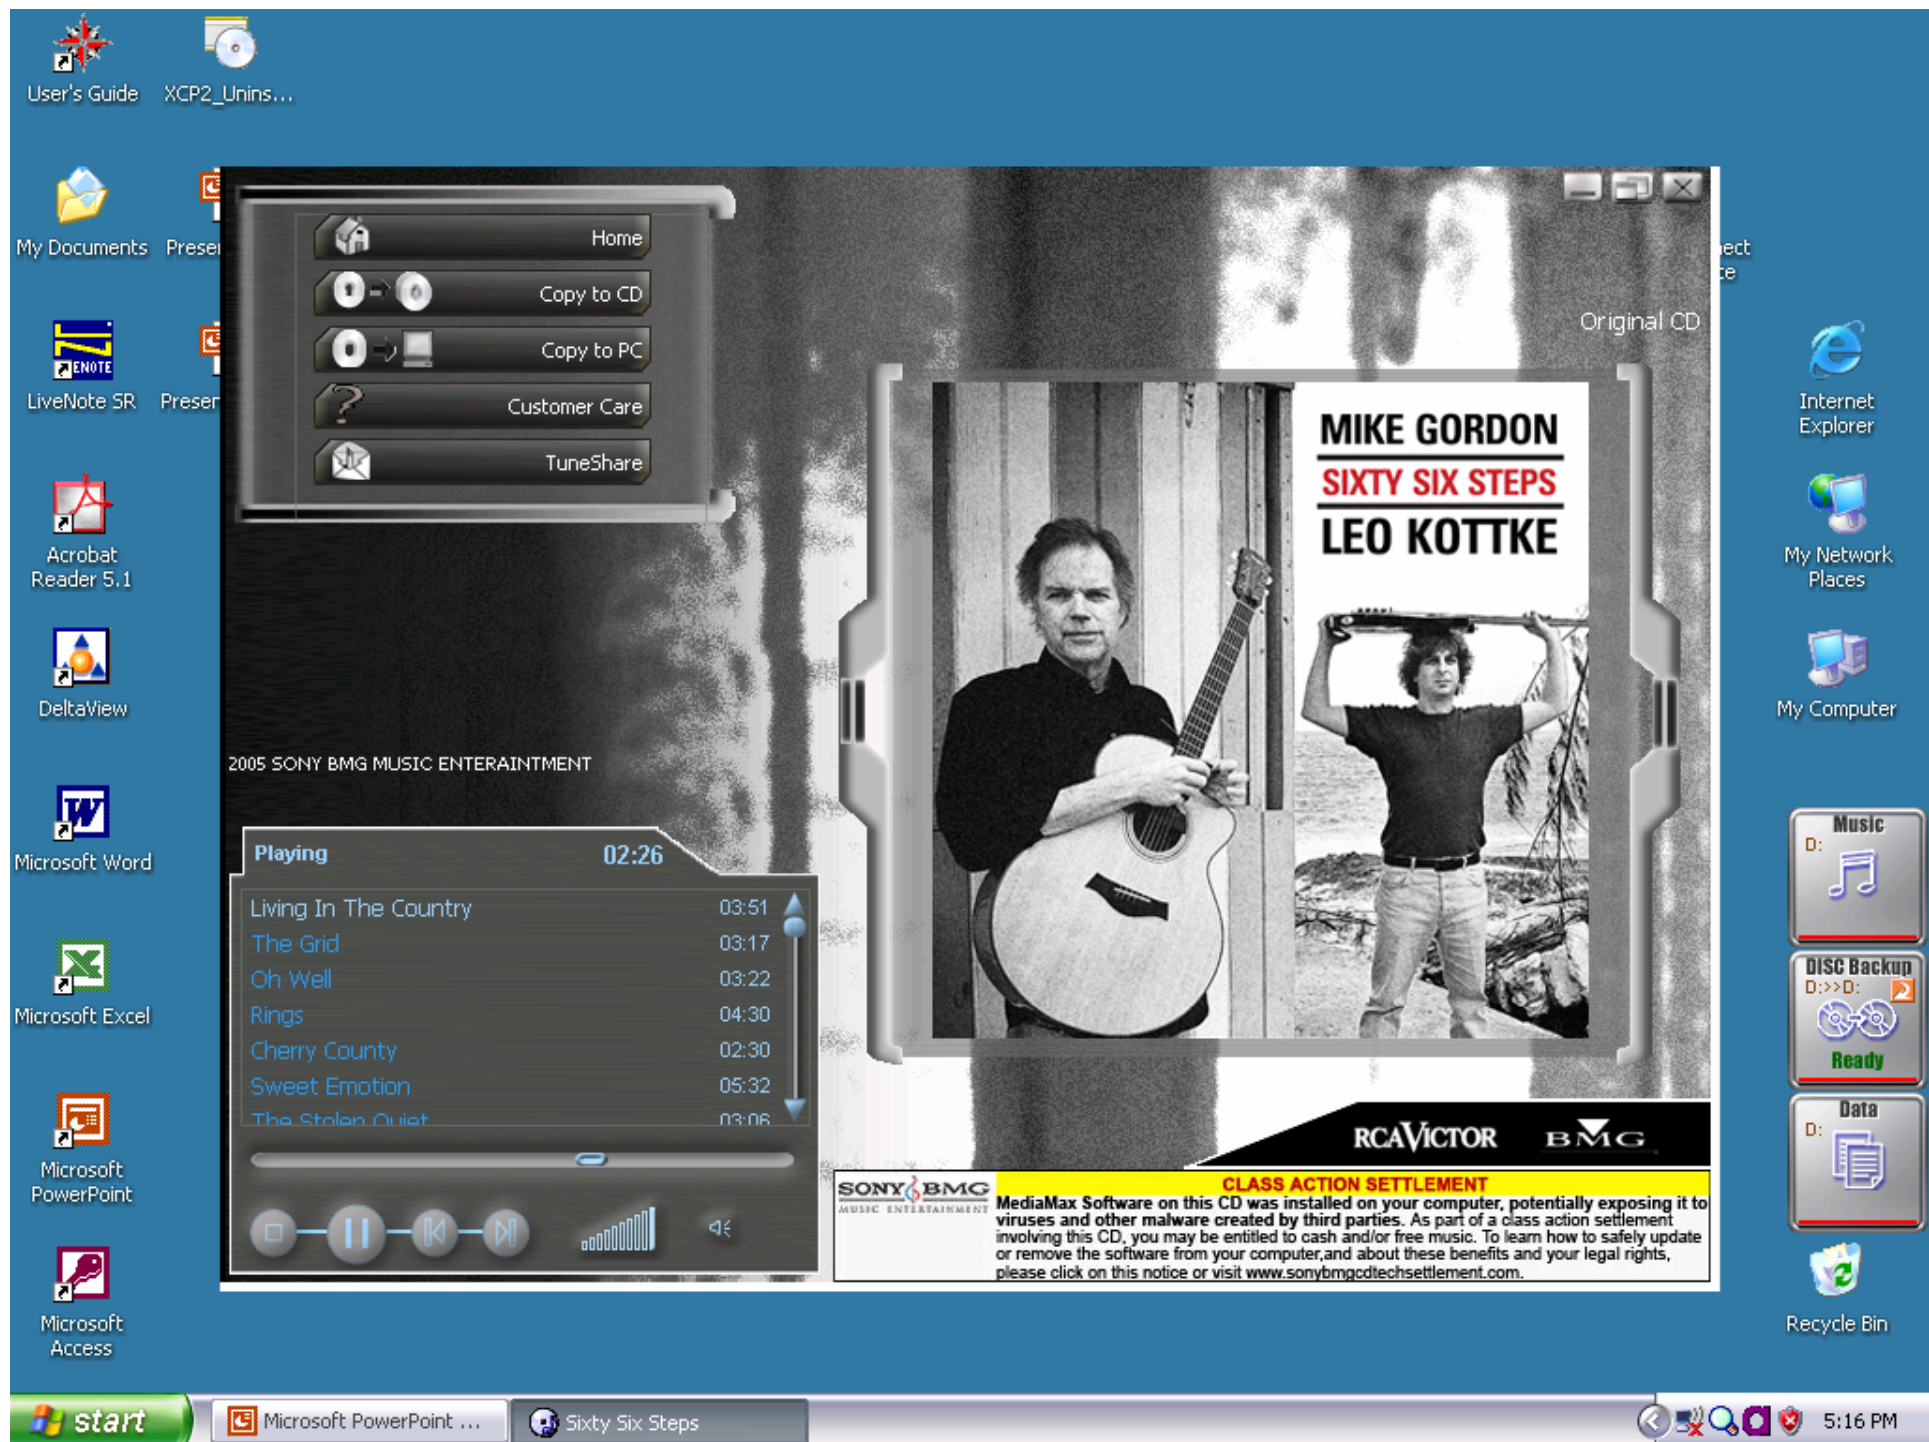 User's Guide
XCP2_Unins...
My Documents
Preser
LiveNote SR
Preser
Acrobat
Reader 5.1
DeltaView
Microsoft Word
Microsoft Excel
Microsoft
PowerPoint
Microsoft
Access
Home
Copy to CD
Copy to PC
Customer Care
TuneShare
2005 SONY BMG MUSIC ENTERAINTMENT
Playing 02:26
Living In The Country 03:51
The Grid 03:17
Oh Well 03:22
Rings 04:30
Cherry County 02:30
Sweet Emotion 05:32
The Stolen Quiet 03:06
Original CD
MIKE GORDON
SIXTY SIX STEPS
LEO KOTTKE
RCAVICTOR
BMG
SONY BMG
MUSIC ENTERTAINMENT
CLASS ACTION SETTLEMENT
MediaMax Software on this CD was installed on your computer, potentially exposing it to
viruses and other malware created by third parties. As part of a class action settlement
involving this CD, you may be entitled to cash and/or free music. To learn how to safely update
or remove the software from your computer,and about these benefits and your legal rights,
please click on this notice or visit www.sonybmgcdtechsettlement.com.
Internet
Explorer
My Network
Places
My Computer
Music
D:
DISC Backup
D:>>D:
Ready
Data
D:
Recycle Bin
start
Microsoft PowerPoint ...
Sixty Six Steps
5:16 PM